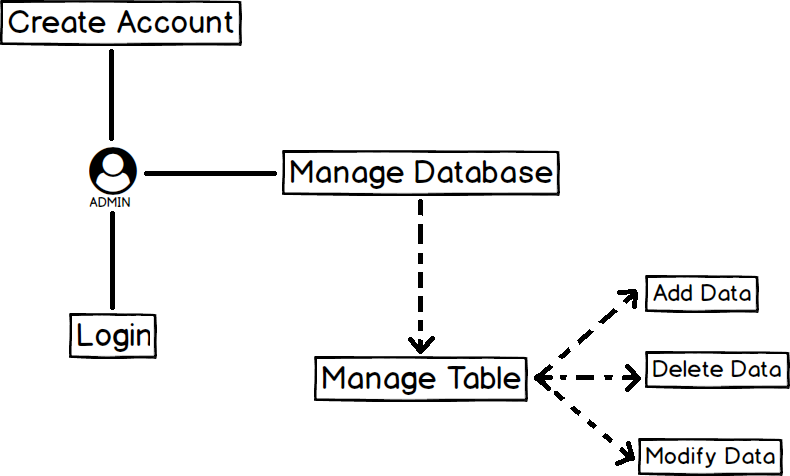 Create Account
ADMIN
Manage Database
Login
Add Data
Manage Table
Delete Data
Modify Data